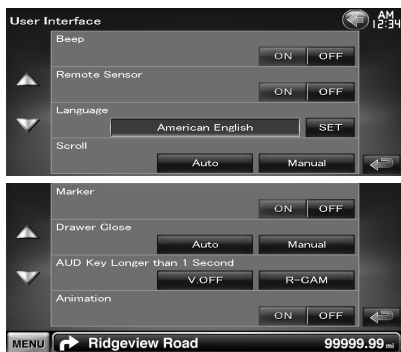 User Interface
AM
12:34
Beep
ON OFF
Remote Sensor
ON OFF
Language
American English SET
Scroll
Auto Manual
Marker
ON OFF
Drawer Close
Auto Manual
AUD Key Longer than 1 Second
V.OFF R-CAM
Animation
ON OFF
MENU Ridgeview Road 99999.99 mi